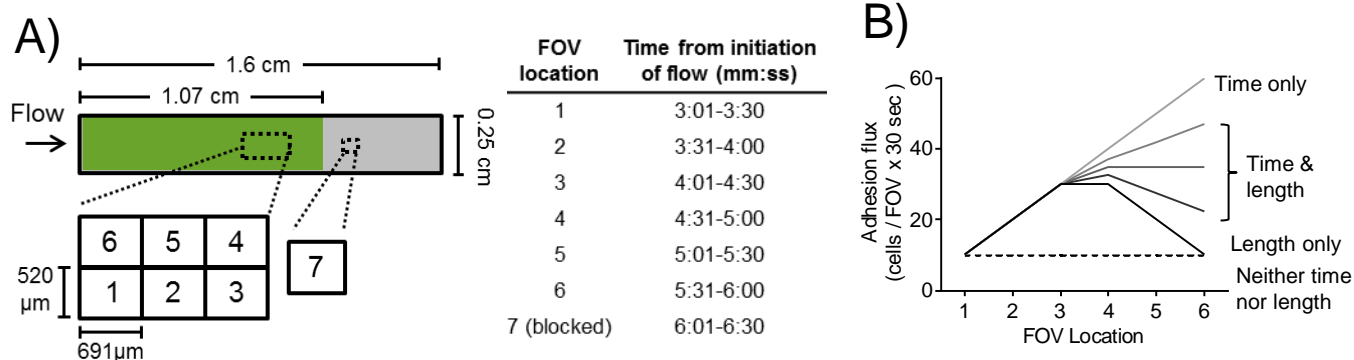 A)
1.6 cm
1.07 cm
Flow
0.25 cm
6 5 4
1 2 3
7
520
µm
691µm
FOV Time from initiation
location of flow (mm:ss)
1 3:01-3:30
2 3:31-4:00
3 4:01-4:30
4 4:31-5:00
5 5:01-5:30
6 5:31-6:00
7 (blocked) 6:01-6:30
B)
Adhesion flux
(cells / FOV x 30 sec)
60
40
20
0
1 2 3 4 5 6
FOV Location
Time only
Time &
length
Length only
Neither time
nor length